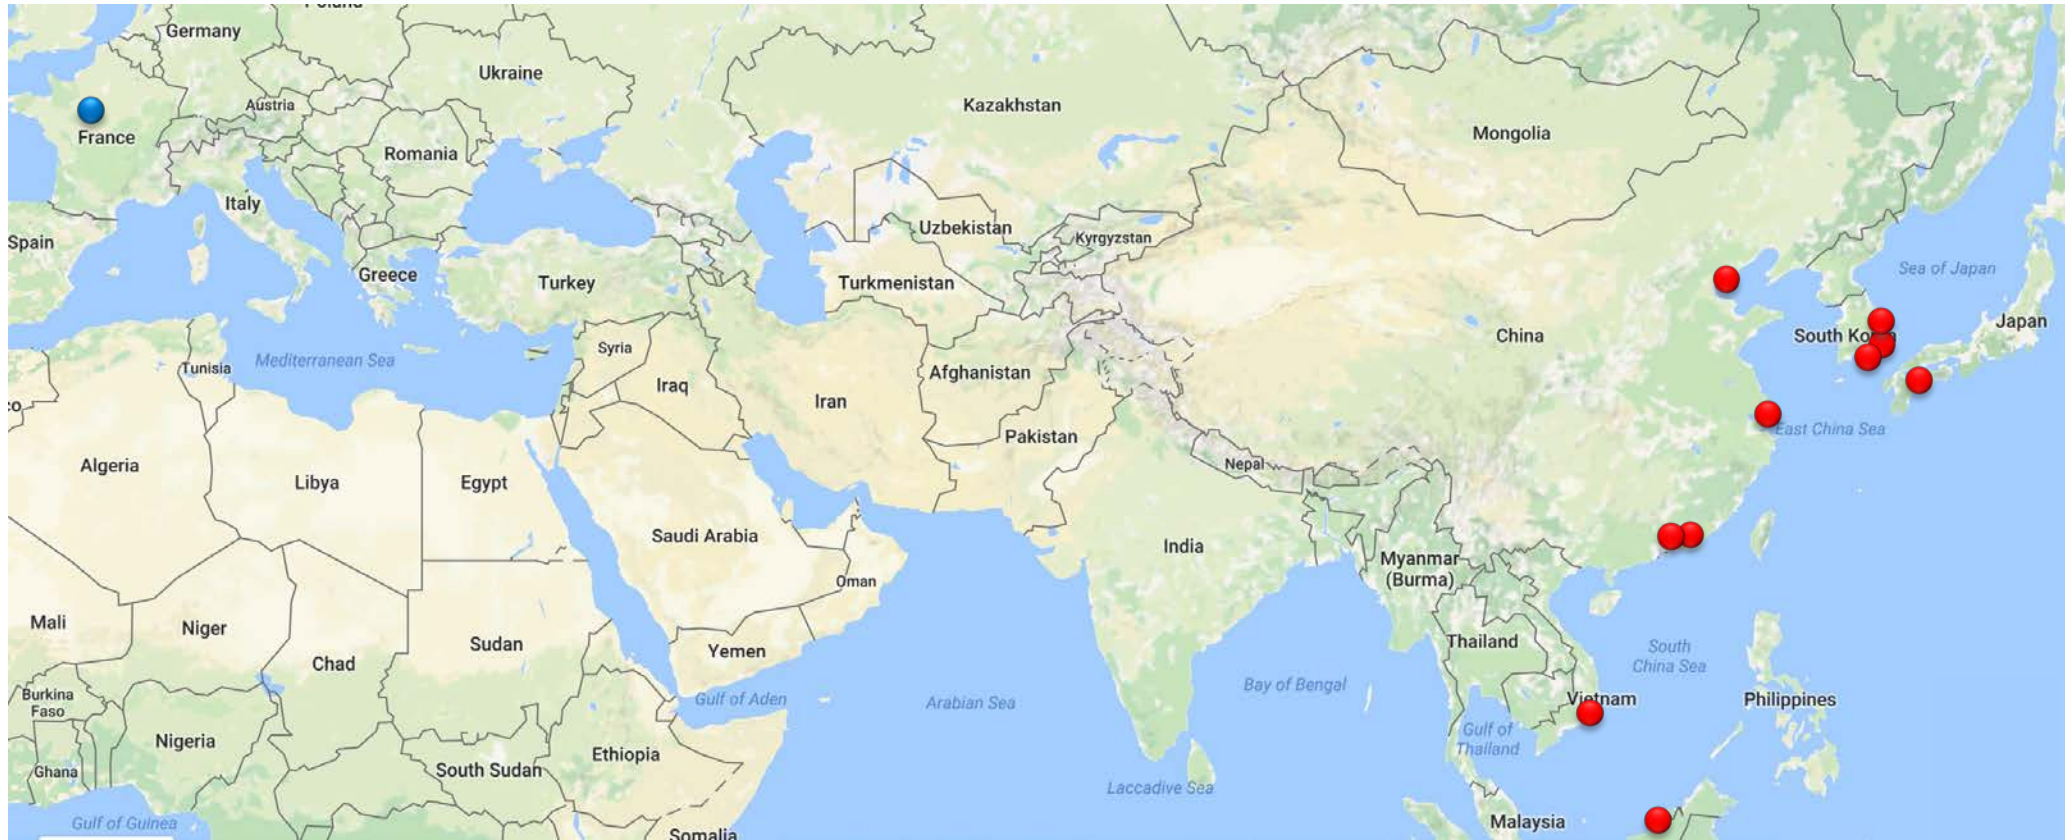 Poland
Germany
Ukraine
Kazakhstan
Austria
France
Mongolia
Romania
Italy
Uzbekistan
Kyrgyzstan
Spain
Greece
Turkey
Turkmenistan
Sea of Japan
China
South Korea
Japan
Mediterranean Sea
Tunisia
Syria
Iraq
Afghanistan
Iran
co
Pakistan
East China Sea
Algeria
Libya
Egypt
Nepal
Saudi Arabia
India
Myanmar
(Burma)
Oman
Mali
Niger
Chad
Sudan
Yemen
Thailand
South
China Sea
Burkina
Faso
Gulf of Aden
Arabian Sea
Bay of Bengal
Vietnam
Philippines
Nigeria
Ethiopia
Gulf of
Thailand
Ghana
South Sudan
Laccadive Sea
Gulf of Guinea
Somalia
Malaysia